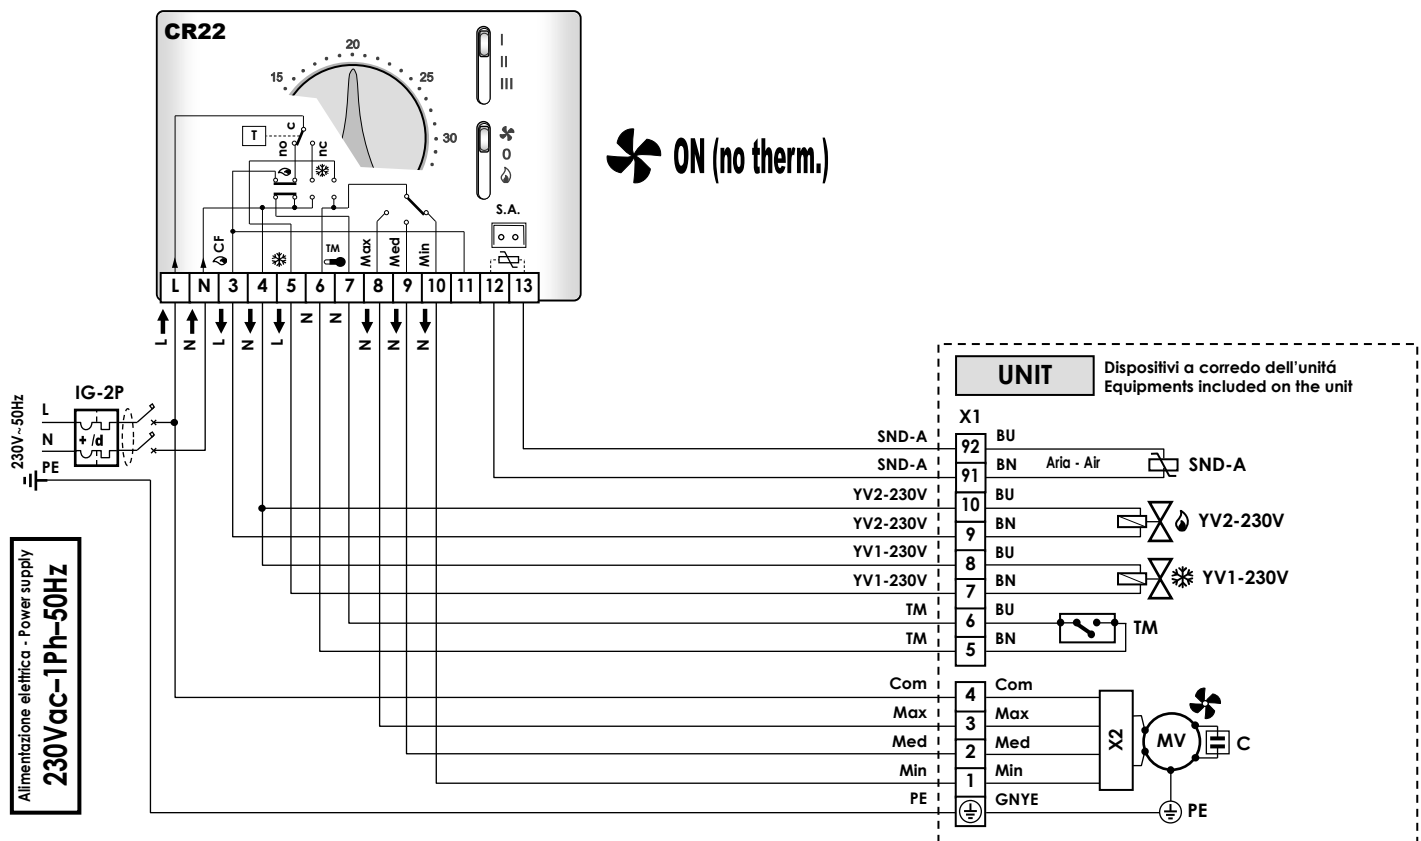 CR22
15
20
25
30
I
II
III
0
T
c
no
nc
S.A.
CF
TM
Max
Med
Min
L N 3 4 5 6 7 8 9 10 11 12 13
L N L N L N N N N N
ON (no therm.)
IG-2P
230V~50Hz
L
N
PE
+ /d
Alimentazione elettrica - Power supply
230Vac–1Ph–50Hz
UNIT
Dispositivi a corredo dell'unitá
Equipments included on the unit
X1
SND-A 92 BU
SND-A 91 BN Aria - Air SND-A
YV2-230V 10 BU
YV2-230V 9 BN YV2-230V
YV1-230V 8 BU
YV1-230V 7 BN YV1-230V
TM 6 BU TM
TM 5 BN
Com 4 Com
Max 3 Max
Med 2 Med
Min 1 Min
PE GNYE
X2
MV
C
PE